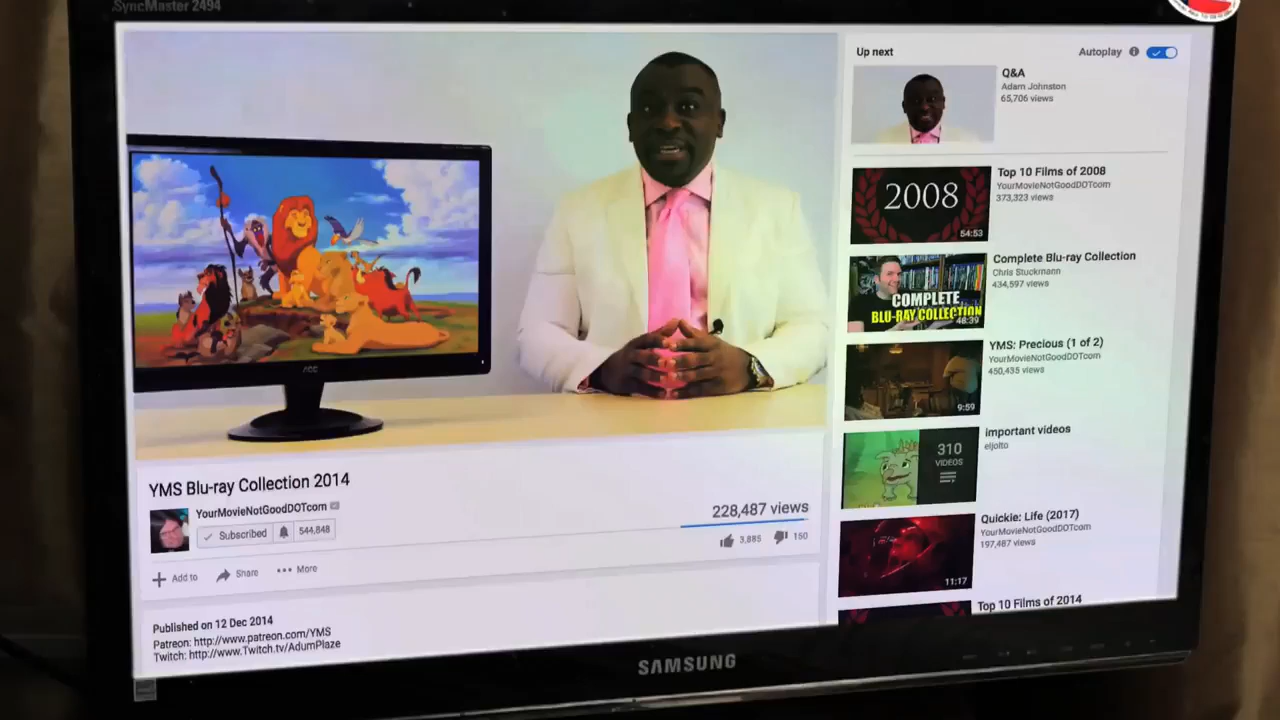 SyncMaster 2494
Up next
Autoplay
Q&A
Adam Johnston
65,706 views
2008
54:53
Top 10 Films of 2008
YourMovieNotGoodDOTcom
373,323 views
COMPLETE
BLU-RAY COLLECTION
48:39
Complete Blu-ray Collection
Chris Stuckmann
434,597 views
9:59
YMS: Precious (1 of 2)
YourMovieNotGoodDOTcom
450,435 views
310
VIDEOS
important videos
eljolto
11:17
Quickie: Life (2017)
YourMovieNotGoodDOTcom
197,487 views
Top 10 Films of 2014
AOC
YMS Blu-ray Collection 2014
YourMovieNotGoodDOTcom
Subscribed
544,848
228,487 views
3,885
150
Add to
Share
More
Published on 12 Dec 2014
Patreon: http://www.patreon.com/YMS
Twitch: http://www.Twitch.tv/AdumPlaze
SAMSUNG